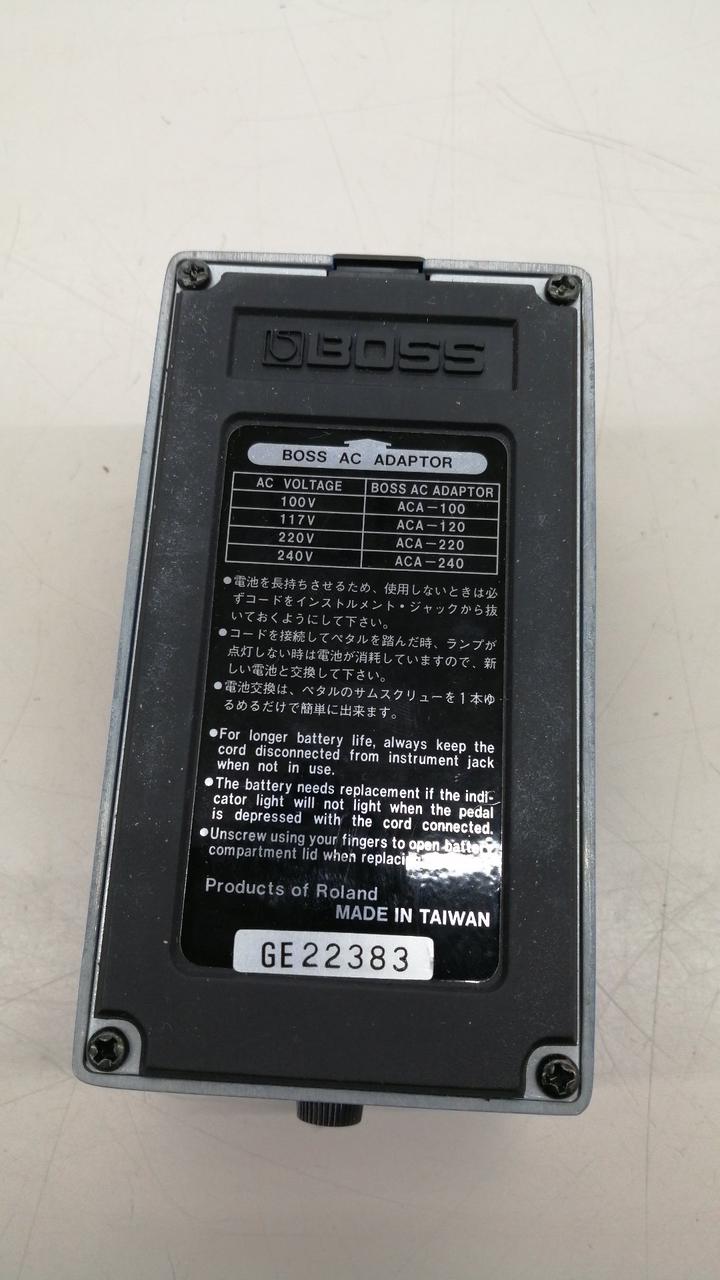 BOSS
BOSS AC ADAPTOR
AC VOLTAGE BOSS AC ADAPTOR
100V ACA-100
117V ACA-120
220V ACA-220
240V ACA-240
●電池を長持ちさせるため、使用しないときは必
ずコードをインストルメント・ジャックから抜
いておくようにして下さい。
●コードを接続してペタルを踏んだ時、ランプが
点灯しない時は電池が消耗していますので、新
しい電池と交換して下さい。
●電池交換は、ペタルのサムスクリューを1本ゆ
るめるだけで簡単に出来ます。
●For longer battery life, always keep the
cord disconnected from instrument jack
when not in use.
●The battery needs replacement if the indi-
cator light will not light when the pedal
is depressed with the cord connected.
●Unscrew using your fingers to open battery
compartment lid when
Products of Roland
MADE IN TAIWAN
GE22383